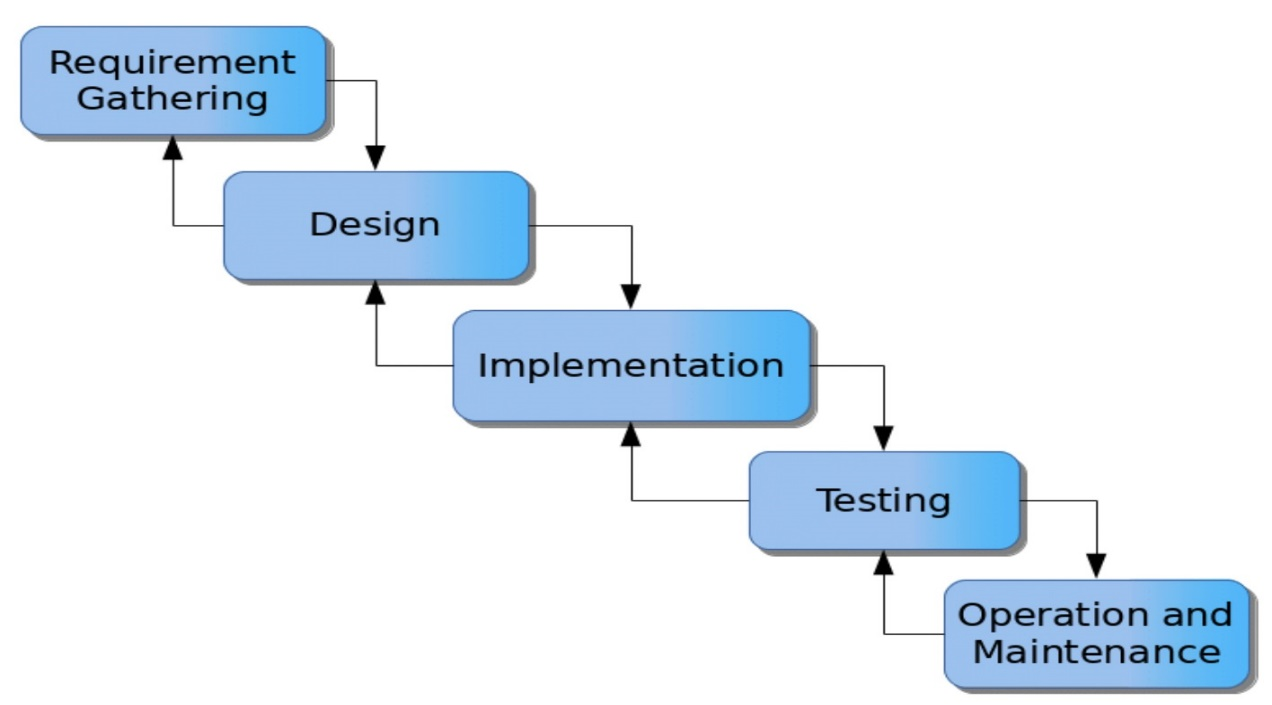 Requirement
Gathering
Design
Implementation
Testing
Operation and
Maintenance